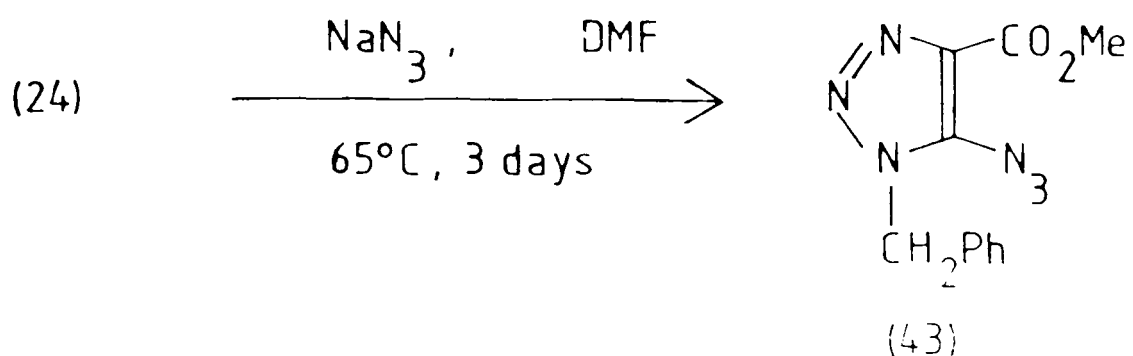 (24)
NaN3, DMF
65°C, 3 days
N
N
N
CO2Me
N3
CH2Ph
(43)